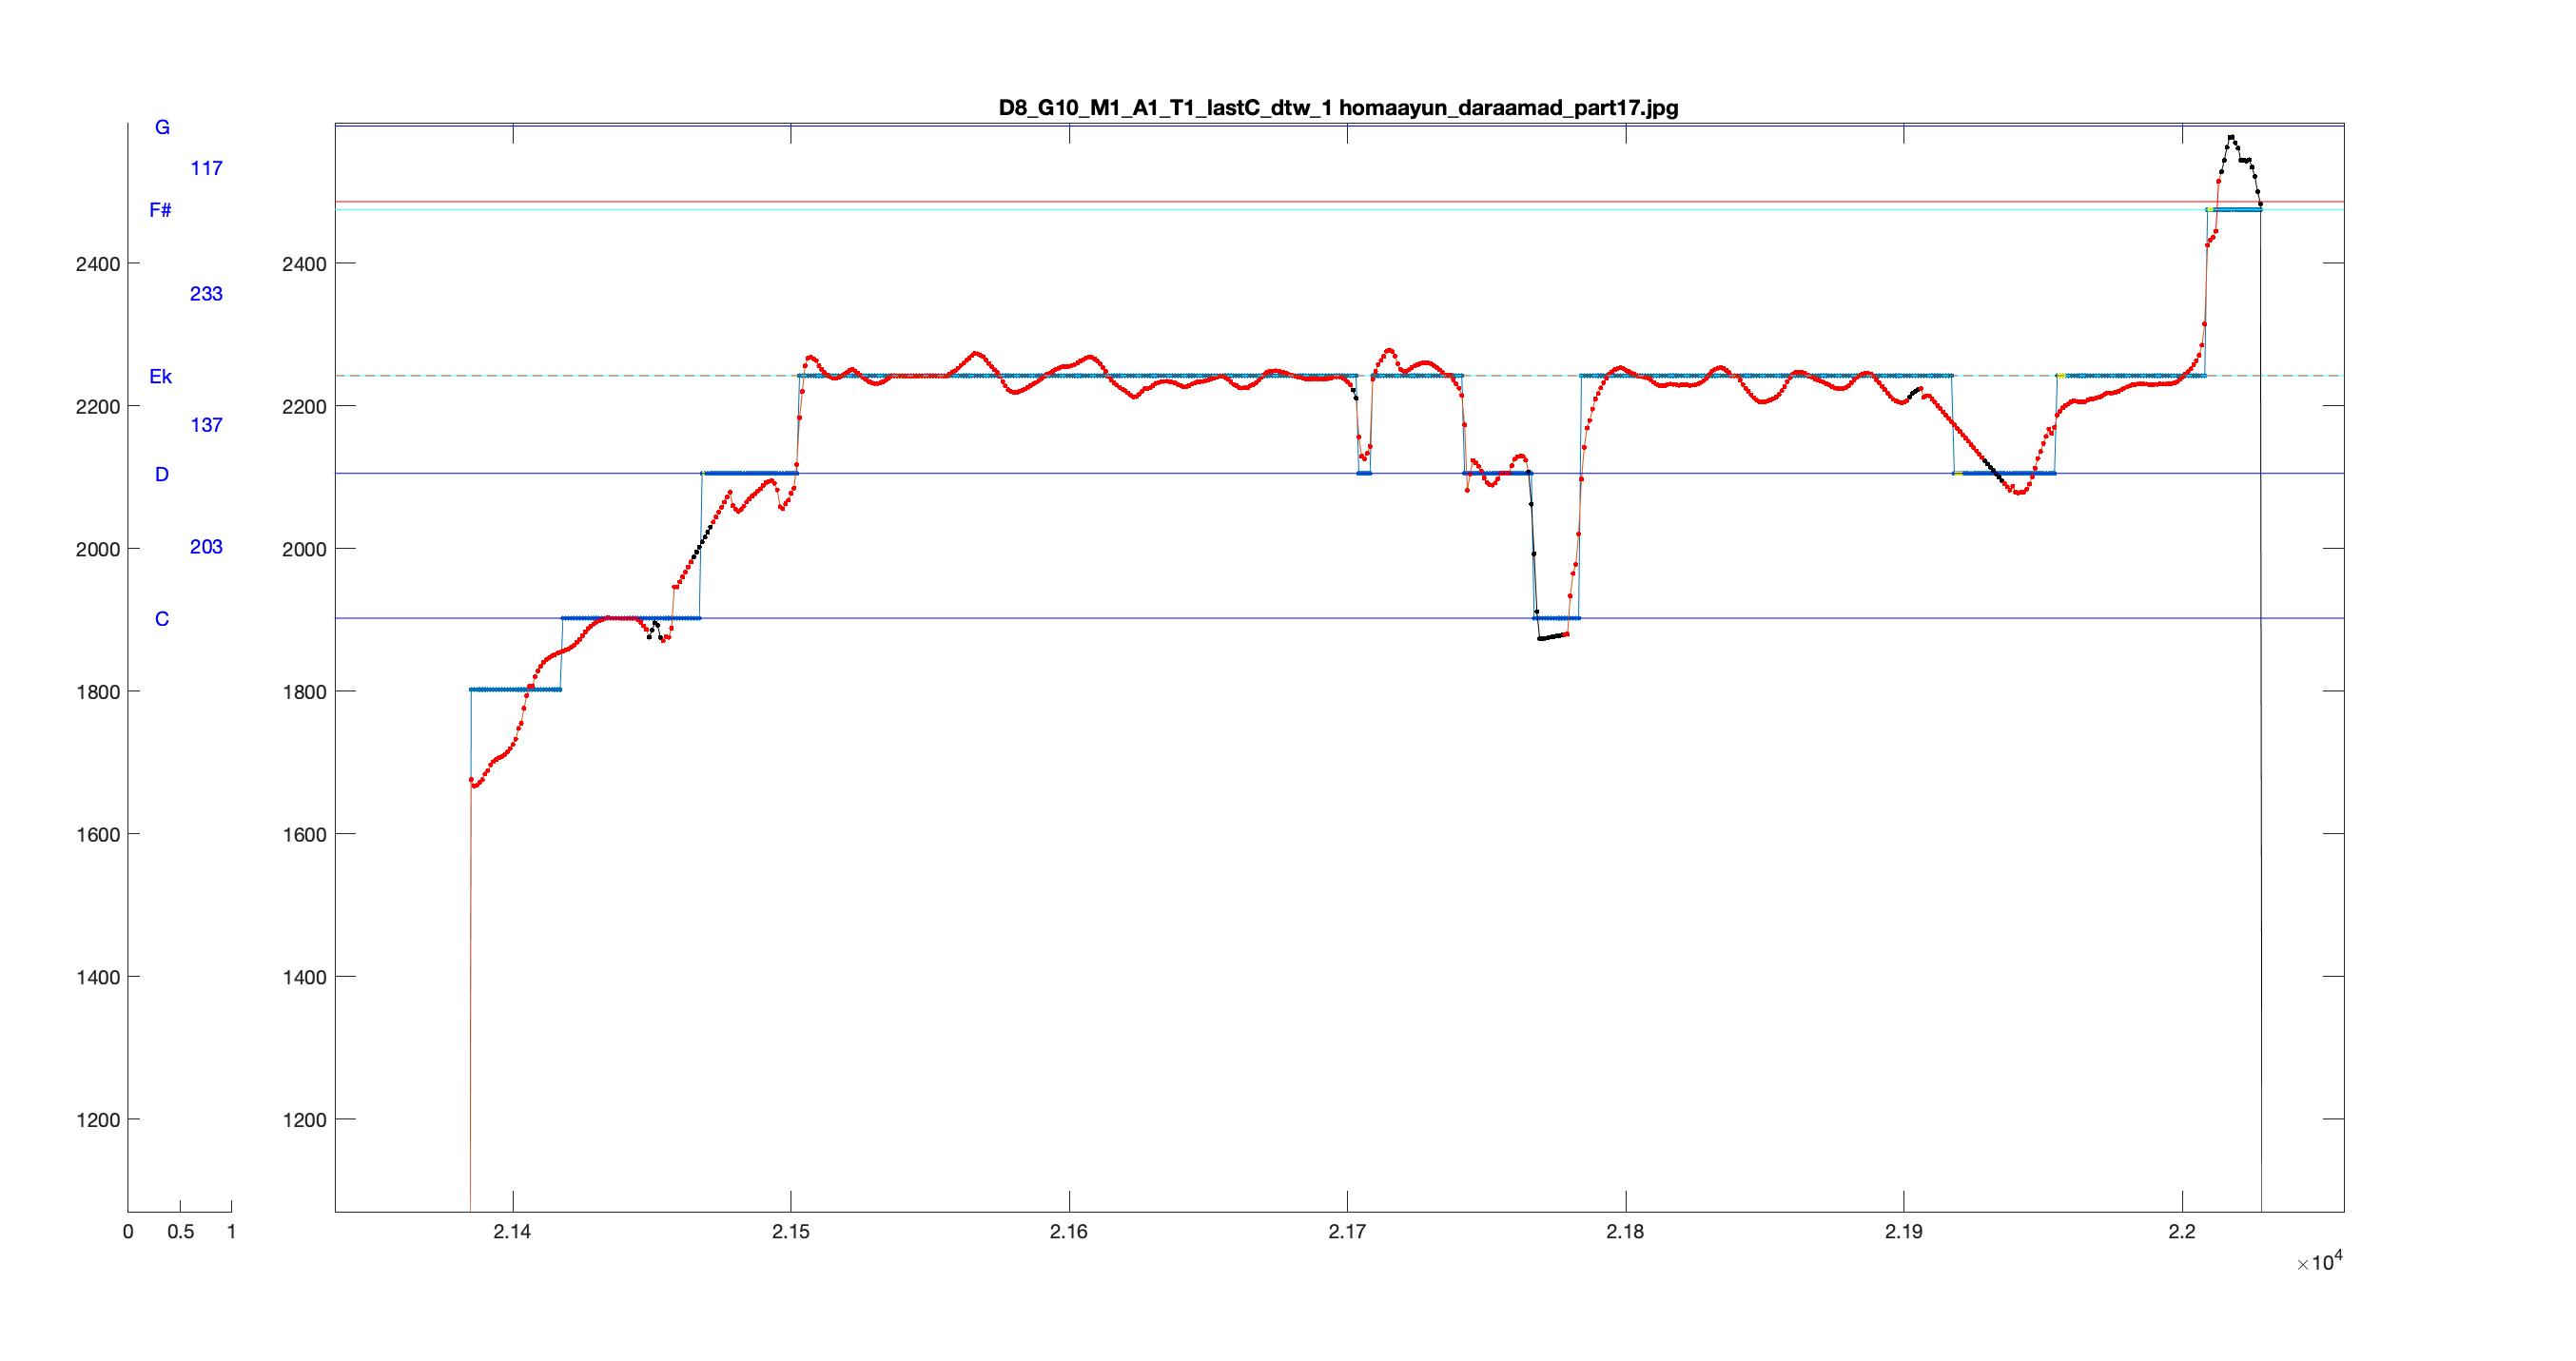 D8_G10_M1_A1_T1_lastC_dtw_1 homaayun_daraamad_part17.jpg
G
117
F#
2400 2400
233
Ek
2200 2200
137
D
2000 203 2000
C
1800 1800
1600 1600
1400 1400
1200 1200
0 0.5 1 2.14 2.15 2.16 2.17 2.18 2.19 2.2
×10^4